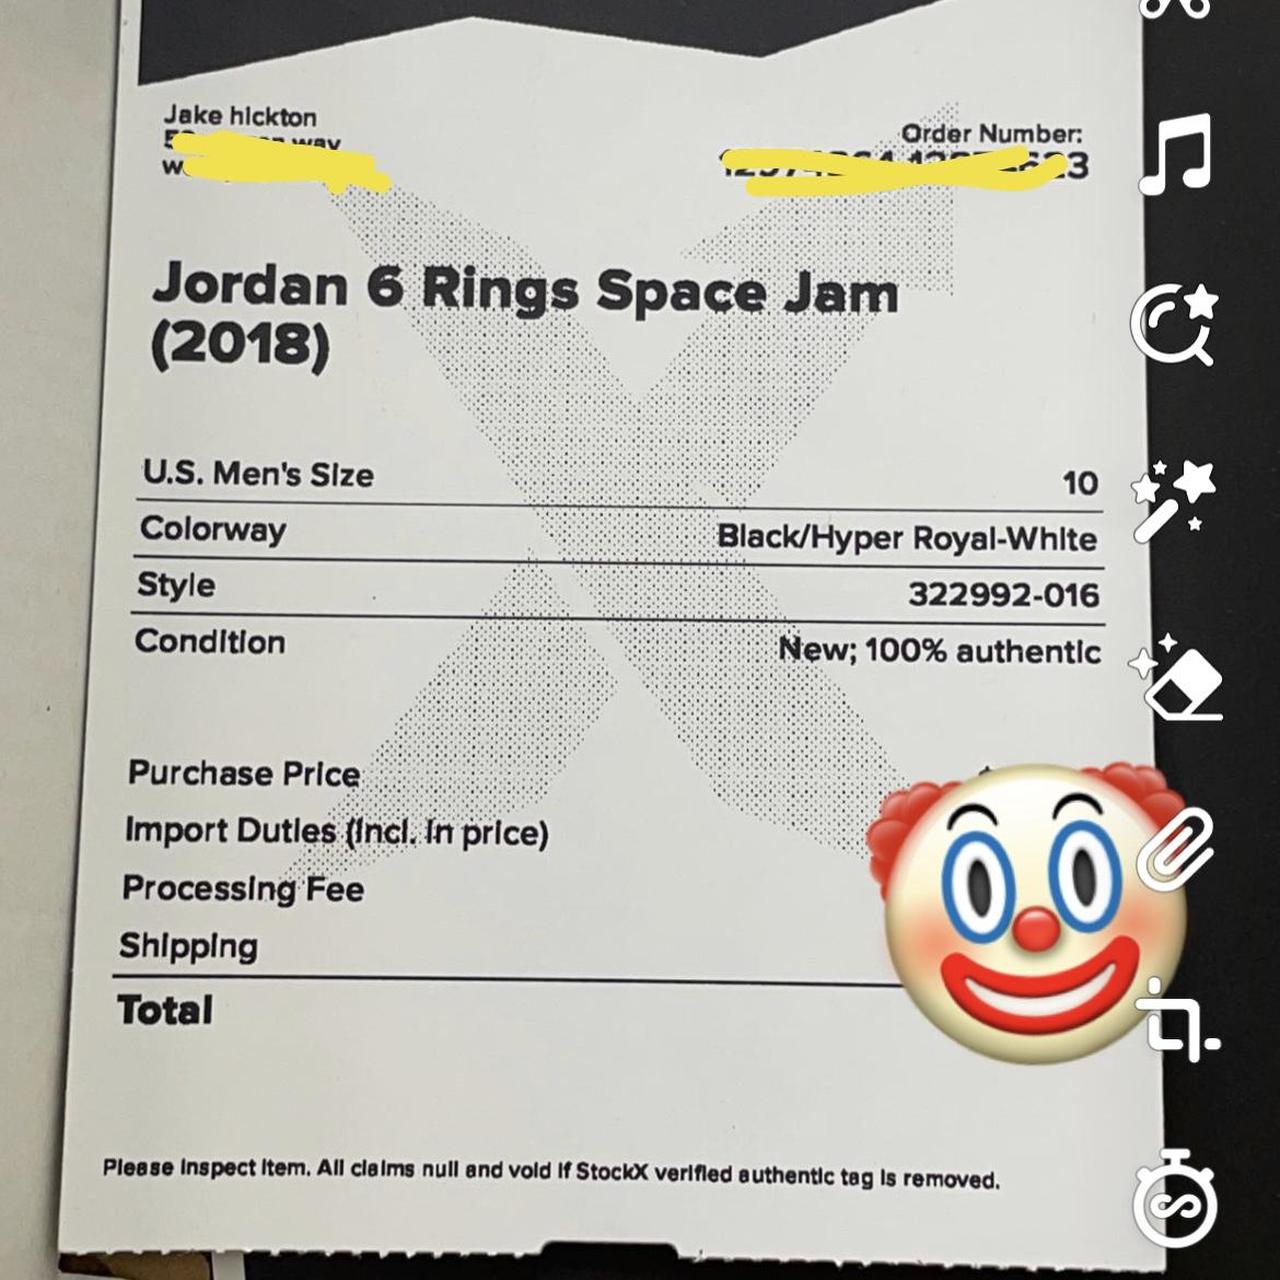 Jake hickton
way
Order Number:
Jordan 6 Rings Space Jam
(2018)
U.S. Men's Size 10
Colorway Black/Hyper Royal-White
Style 322992-016
Condition New; 100% authentic
Purchase Price
Import Duties (Incl. in price)
Processing Fee
Shipping
Total
Please inspect item. All claims null and void if StockX verified authentic tag is removed.